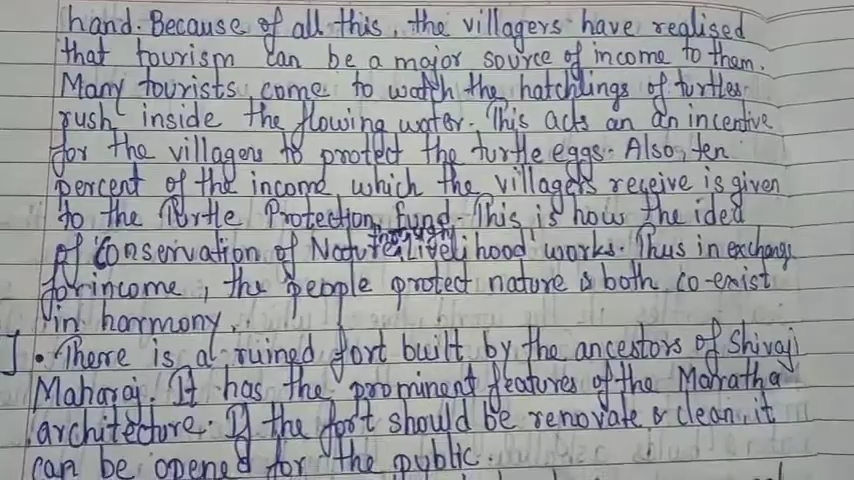 hand. Because of all this, the villagers have realised
that tourism can be a major source of income to them.
Many tourists come to watch the hatchlings of turtles
rush inside the flowing water. This acts an an incentive
for the villagers to protect the turtle eggs. Also, ten
percent of the income which the villagers receive is given
to the Turtle Protection fund. This is how the idea
of 'Conservation of Nature through Livelihood' works. Thus in exchange
for income, the people protect nature & both co-exist
in harmony.
J. There is a ruined fort built by the ancestors of Shivaji
Maharaj. It has the prominent features of the Maratha
architecture. If the fort should be renovate & clean, it
can be opened for the public.